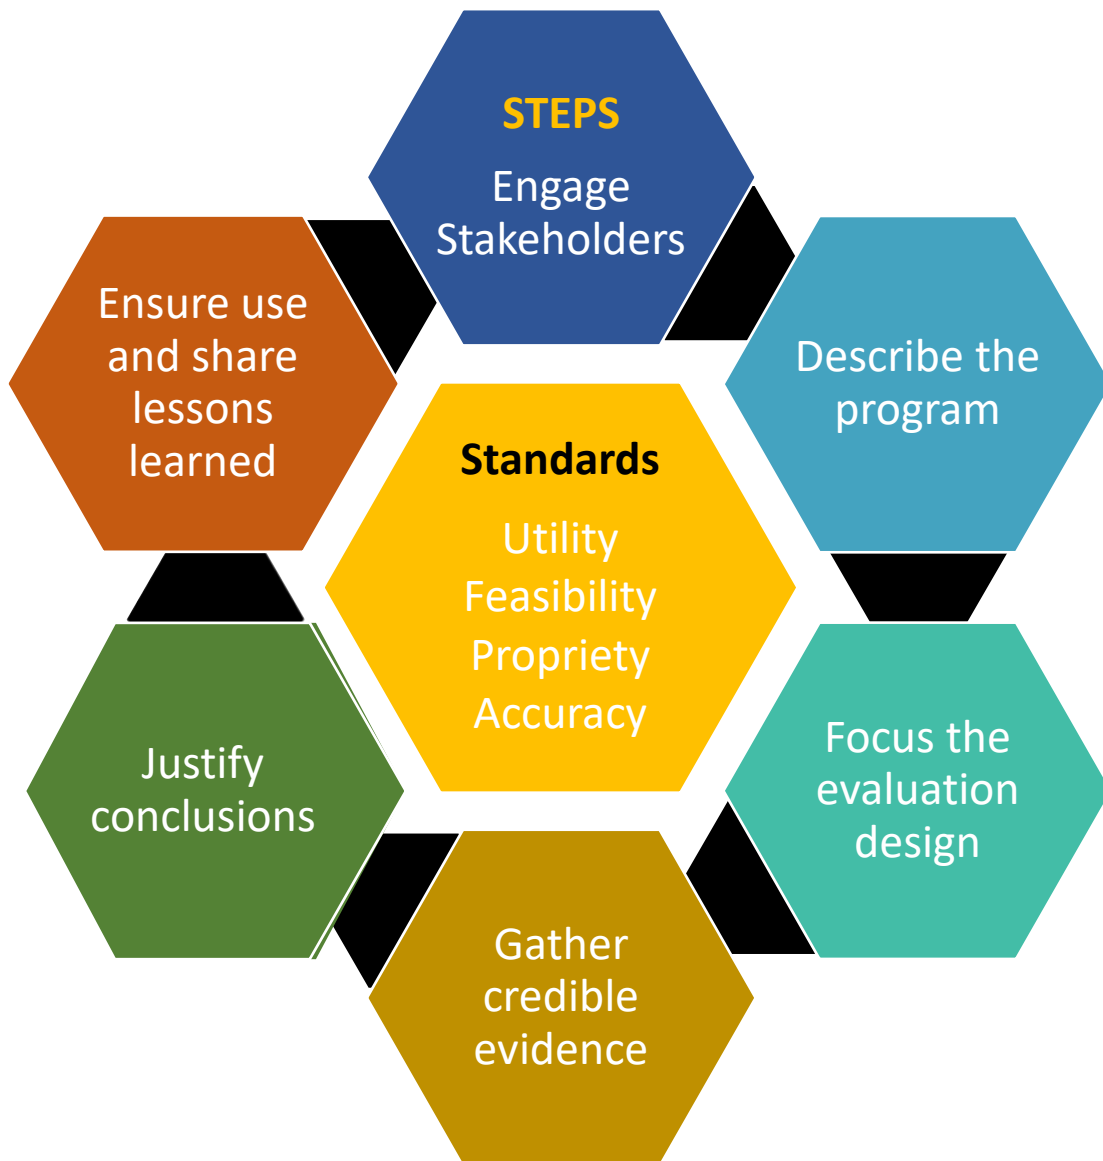 STEPS
Engage
Stakeholders
Describe the
program
Focus the
evaluation
design
Gather
credible
evidence
Justify
conclusions
Ensure use
and share
lessons
learned
Standards
Utility
Feasibility
Propriety
Accuracy